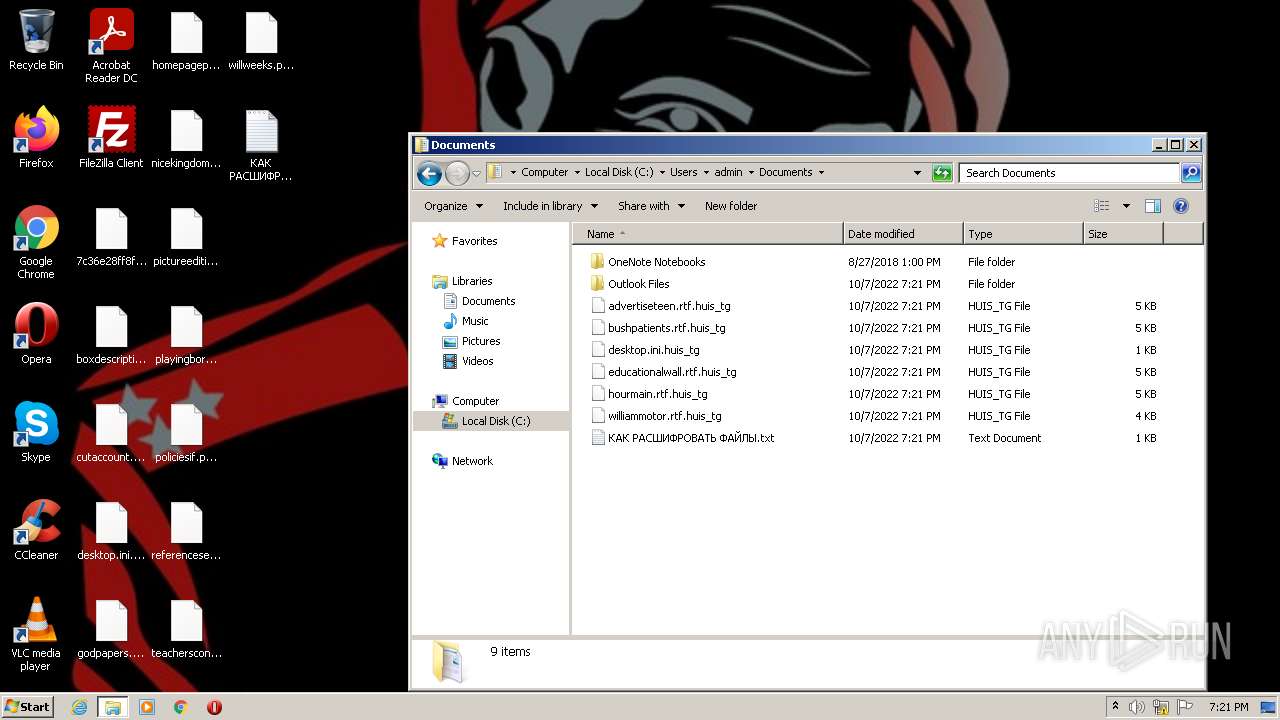 Recycle Bin
Acrobat
Reader DC
homepagep...
willweeks.p...
Firefox
FileZilla Client
nicekingdom...
КАК
РАСШИФР...
Google
Chrome
7c36e28ff8f...
pictureediti...
Opera
boxdescripti...
playingbor...
Skype
cutaccount....
policiesif.p...
CCleaner
desktop.ini....
referencese...
VLC media
player
godpapers....
teacherscon...
Documents
Computer
Local Disk (C:)
Users
admin
Documents
Search Documents
Organize
Include in library
Share with
New folder
Favorites
Libraries
Documents
Music
Pictures
Videos
Computer
Local Disk (C:)
Network
Name Date modified Type Size
OneNote Notebooks 8/27/2018 1:00 PM File folder
Outlook Files 10/7/2022 7:21 PM File folder
advertiseteen.rtf.huis_tg 10/7/2022 7:21 PM HUIS_TG File 5 KB
bushpatients.rtf.huis_tg 10/7/2022 7:21 PM HUIS_TG File 5 KB
desktop.ini.huis_tg 10/7/2022 7:21 PM HUIS_TG File 1 KB
educationalwall.rtf.huis_tg 10/7/2022 7:21 PM HUIS_TG File 5 KB
hourmain.rtf.huis_tg 10/7/2022 7:21 PM HUIS_TG File 5 KB
williammotor.rtf.huis_tg 10/7/2022 7:21 PM HUIS_TG File 4 KB
КАК РАСШИФРОВАТЬ ФАЙЛЫ.txt 10/7/2022 7:21 PM Text Document 1 KB
9 items
ANY RUN
Start
7:21 PM